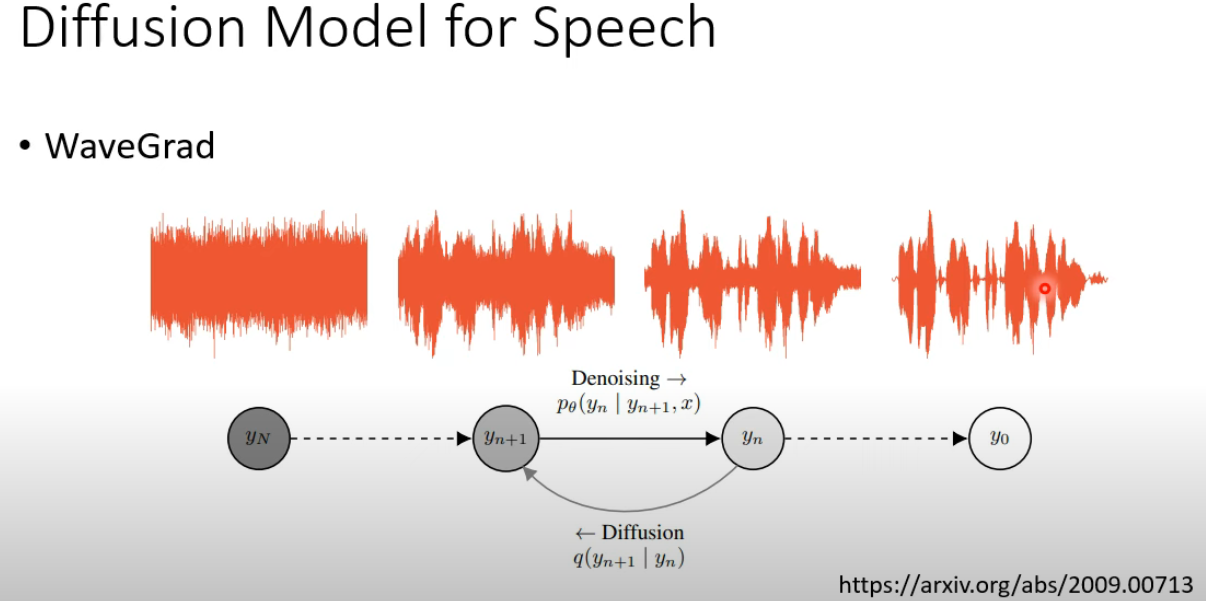 Diffusion Model for Speech
• WaveGrad
Denoising →
pθ(yn | yn+1, x)
yN
yn+1
yn
y0
← Diffusion
q(yn+1 | yn)
https://arxiv.org/abs/2009.00713